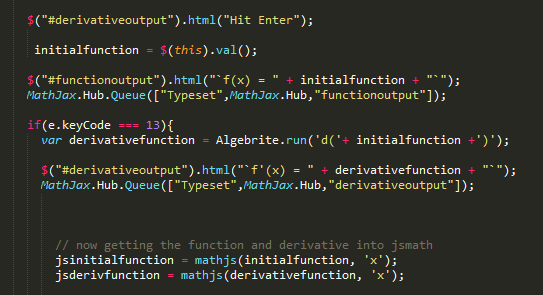 $("#derivativeoutput").html("Hit Enter");
initialfunction = $(this).val();
$("#functionoutput").html("`f(x) = " + initialfunction + "`");
MathJax.Hub.Queue(["Typeset",MathJax.Hub,"functionoutput"]);
if(e.keyCode === 13){
var derivativefunction = Algebrite.run('d('+ initialfunction +')');
$("#derivativeoutput").html("`f'(x) = " + derivativefunction + "`");
MathJax.Hub.Queue(["Typeset",MathJax.Hub,"derivativeoutput"]);
// now getting the function and derivative into jsmath
jsinitialfunction = mathjs(initialfunction, 'x');
jsderivfunction = mathjs(derivativefunction, 'x');